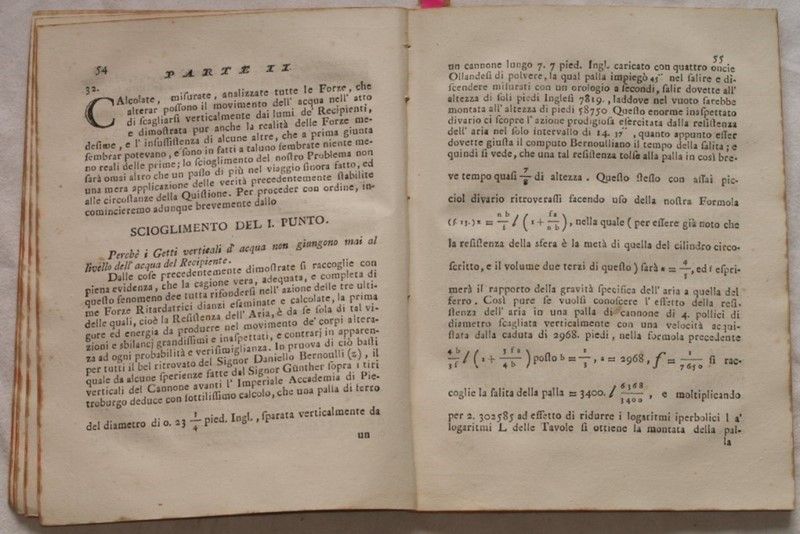 54
PARTE II
32.
CAlcolate, misurate, analizzate tutte le Forze, che
alterar possono il movimento dell' acqua nell' atto
di scagliarsi verticalmente dai lumi de' Recipienti,
e dimostrata pur anche la realità delle Forze me-
desime, e l' insussistenza di alcune altre, che a prima giunta
sembrar potevano, e sono in fatti a taluno sembrate niente me-
no reali delle prime; lo scioglimento del nostro Problema non
sarà omai altro che un passo di più nel viaggio sinora fatto, ed
una mera applicazione delle verità precedentemente stabilite
alle circostanze della Quistione. Per proceder con ordine, in-
cominceremo adunque brevemente dallo
SCIOGLIMENTO DEL I. PUNTO.
Perchè i Getti verticali d' acqua non giungono mai al
livello dell' acqua del Recipiente.
Dalle cose precedentemente dimostrate si raccoglie con
piena evidenza, che la cagione vera, adeguata, e completa di
questo fenomeno dee tutta rifondersi nell' azione delle tre ulti-
me Forze Ritardatrici dianzi esaminate e calcolate, la prima
delle quali, cioè la Resistenza dell' Aria, è da se sola di tal vi-
gore ed energia da produrre nel movimento de' corpi altera-
zioni e sbilanci grandissimi e inaspettati, e contrarj in apparen-
za ad ogni probabilità e verisimiglianza. In pruova di ciò basti
per tutti il bel ritrovato del Signor Daniello Bernoulli (z), il
quale da alcune sperienze fatte dal Signor Günther sopra i tiri
verticali del Cannone avanti l' Imperiale Accademia di Pie-
troburgo deduce con sottilissimo calcolo, che una palla di ferro
del diametro di 0. 23 1/4 pied. Ingl., sparata verticalmente da
un
55
un cannone lungo 7. 7 pied. Ingl. caricato con quattro oncie
Ollandesi di polvere, la qual palla impiegò 45" nel salire e di-
scendere misurati con un orologio a secondi, salir dovette all'
altezza di soli piedi Inglesi 7819., laddove nel vuoto sarebbe
montata all' altezza di piedi 58750 Questo enorme inaspettato
divario ci scopre l' azione prodigiosa esercitata dalla resistenza
dell' aria nel solo intervallo di 14. 17", quanto appunto esser
dovette giusta il computo Bernoulliano il tempo della salita; e
quindi si vede, che una tal resistenza tolse alla palla in così bre-
ve tempo quasi 7/8 di altezza. Questo stesso con assai pic-
ciol divario ritroverassi facendo uso della nostra Formola
(§ 13.) x = nb/s l (1 + fa/nb), nella quale (per essere già noto che
la resistenza della sfera è la metà di quella del cilindro circo-
scritto, e il volume due terzi di questo) sarà
ed f espri-
merà il rapporto della gravità specifica dell' aria a quella del
ferro. Così pure se vuolsi conoscere l' effetto della resi-
stenza dell' aria in una palla di cannone di 4. pollici di
diametro scagliata verticalmente con una velocità acqui-
stata dalla caduta di 2968. piedi, nella formola precedente
4b/3f l (1 + 3fa/4b) posto b = 1/3, a = 2968, f = 1/7650 si rac-
coglie la salita della palla = 3400. l 6368/3400, e moltiplicando
per 2. 302585 ad effetto di ridurre i logaritmi iperbolici l a'
logaritmi L delle Tavole si ottiene la montata della pal-
la